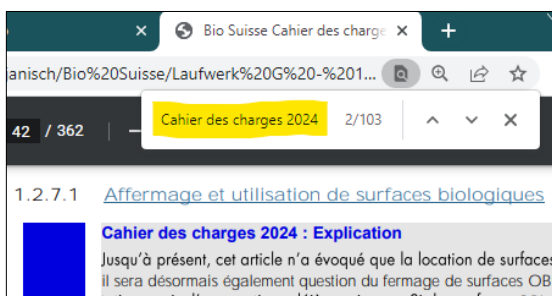 Bio Suisse Cahier des charge
anisch/Bio%20Suisse/Laufwerk%20G%20-%201...
Cahier des charges 2024 2/103
42 / 362
1.2.7.1 Affermage et utilisation de surfaces biologiques
Cahier des charges 2024 : Explication
Jusqu'à présent, cet article n'a évoqué que la location de surfaces
il sera désormais également question du fermage de surfaces OB